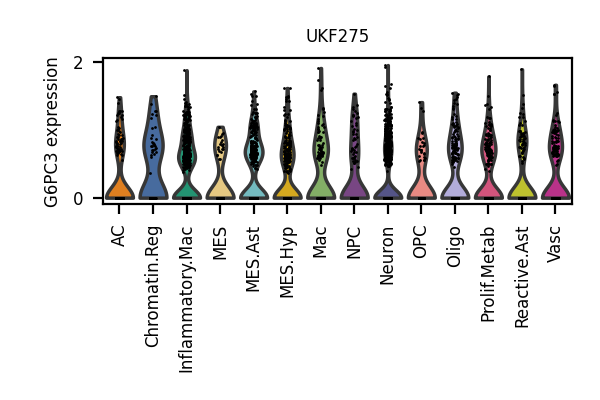 UKF275
G6PC3 expression
2
0
AC
Chromatin.Reg
Inflammatory.Mac
MES
MES.Ast
MES.Hyp
Mac
NPC
Neuron
OPC
Oligo
Prolif.Metab
Reactive.Ast
Vasc